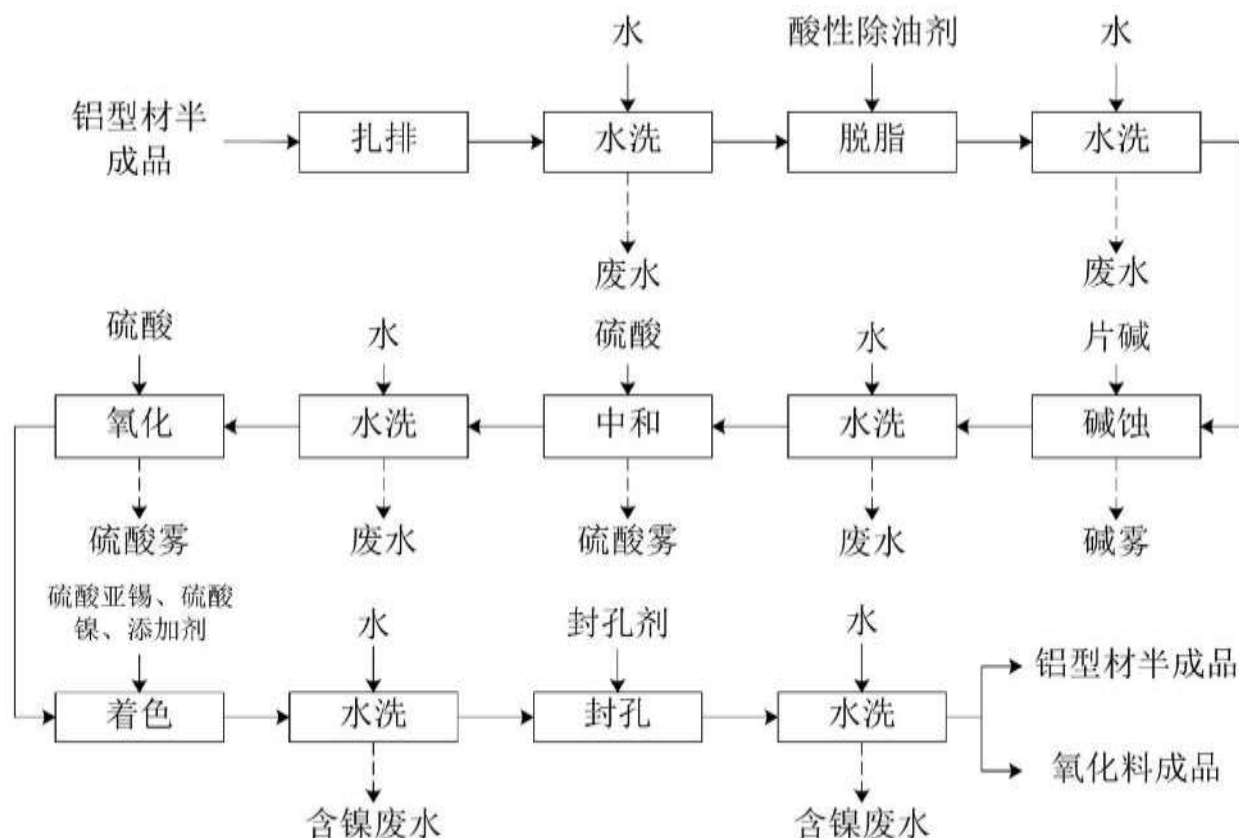 水
酸性除油剂
水
铝型材半
成品
扎排
水洗
脱脂
水洗
废水
废水
硫酸
水
硫酸
水
片碱
氧化
水洗
中和
水洗
碱蚀
硫酸雾
废水
硫酸雾
废水
碱雾
硫酸亚锡、硫酸
镍、添加剂
水
封孔剂
水
着色
水洗
封孔
水洗
铝型材半成品
氧化料成品
含镍废水
含镍废水